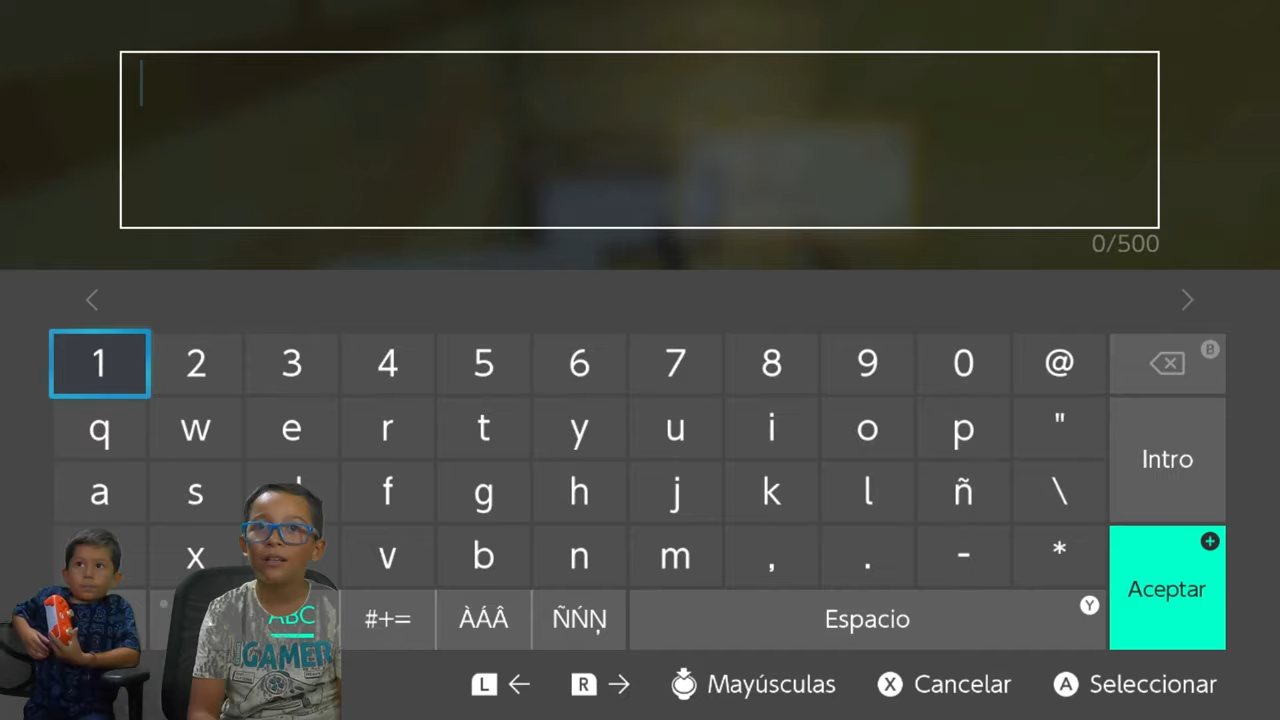 0/500
1 2 3 4 5 6 7 8 9 0 @
q w e r t y u i o p "
a s f g h j k l ñ \
x v b n m , . - *
ABC #+= ÀÁÂ ÑŃŅ Espacio
B
Intro
+
Aceptar
Y
GAMER
L ← R → Mayúsculas X Cancelar A Seleccionar